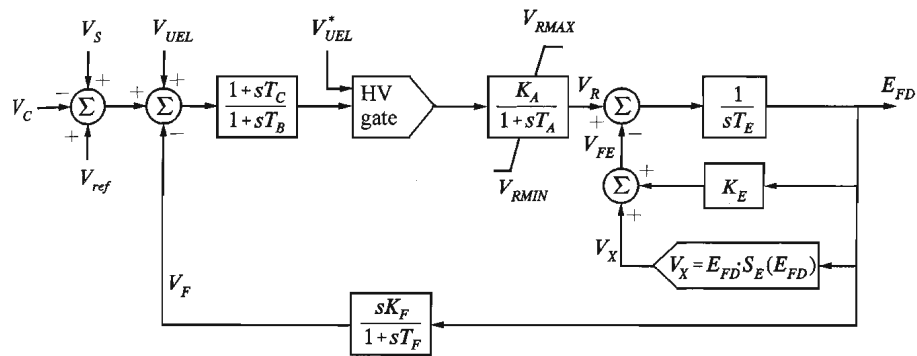 V_S
V_UEL
V*_UEL
V_RMAX
+
+
−
V_C
Σ
+
+
Σ
−
1+sT_C
1+sT_B
HV
gate
K_A
1+sT_A
V_R
+
Σ
−
1
sT_E
E_FD
V_ref
V_RMIN
V_FE
+
Σ
+
K_E
V_X
V_X = E_FD·S_E(E_FD)
V_F
sK_F
1+sT_F